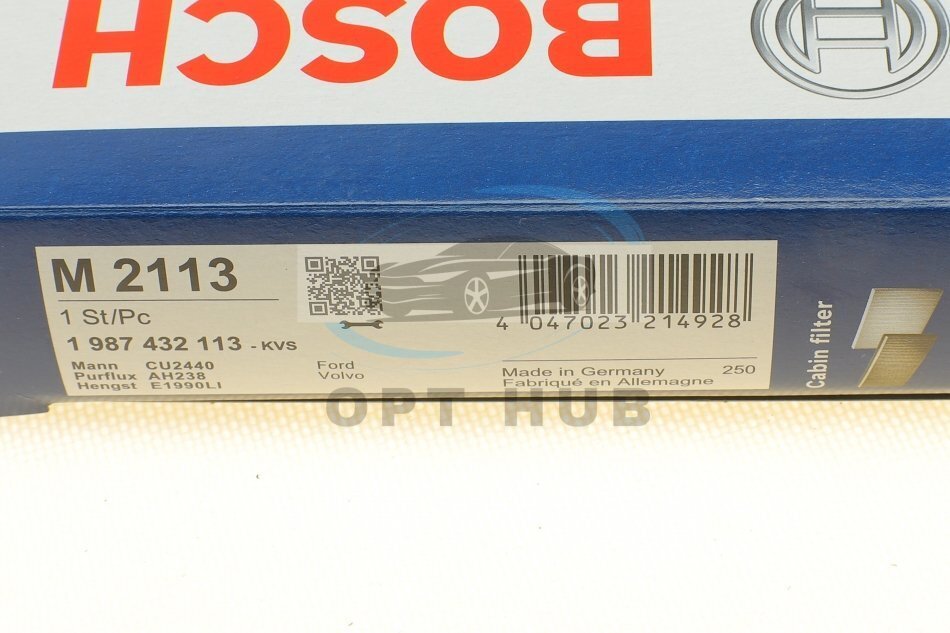 BOSCH
M 2113
1 St/Pc
1 987 432 113 - KVS
Mann CU2440
Purflux AH238
Hengst E1990LI
Ford
Volvo
4 047023 214928
Made in Germany 250
Fabriqué en Allemagne
Cabin filter
OPT HUB